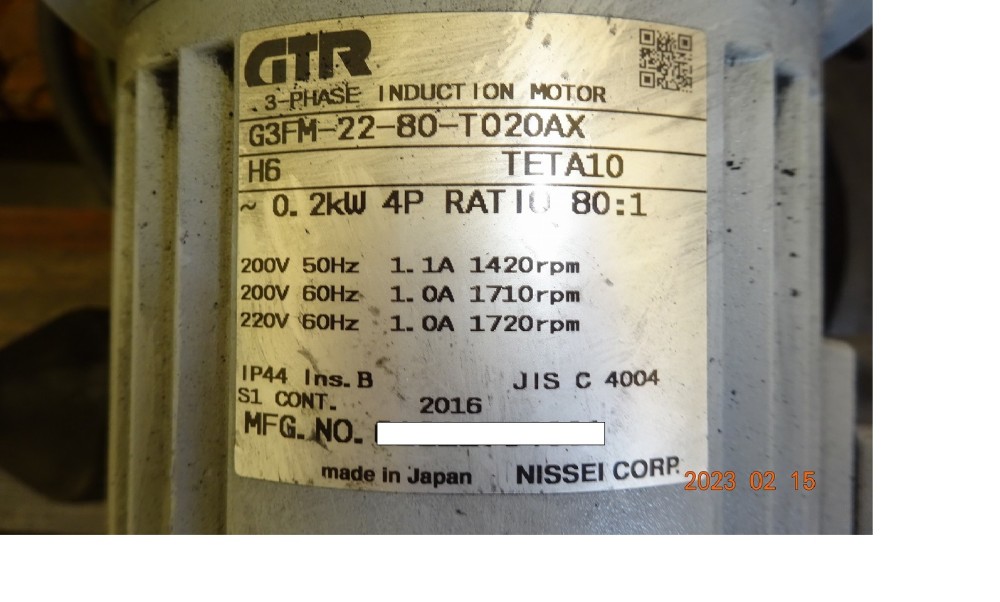 GTR
3-PHASE INDUCTION MOTOR
G3FM-22-80-T020AX
H6 TETA10
~ 0.2kW 4P RATIO 80:1
200V 50Hz 1.1A 1420rpm
200V 60Hz 1.0A 1710rpm
220V 60Hz 1.0A 1720rpm
IP44 Ins.B JIS C 4004
S1 CONT. 2016
MFG. NO.
made in Japan NISSEI CORP.
2023 02 15